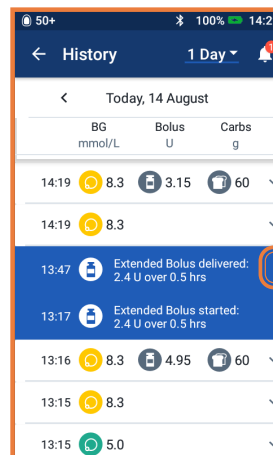 50+ 100% 14:2
History 1 Day
Today, 14 August
BG Bolus Carbs
mmol/L U g
14:19 8.3 3.15 60
14:19 8.3
13:47 Extended Bolus delivered:
2.4 U over 0.5 hrs
13:17 Extended Bolus started:
2.4 U over 0.5 hrs
13:16 8.3 4.95 60
13:15 8.3
13:15 5.0